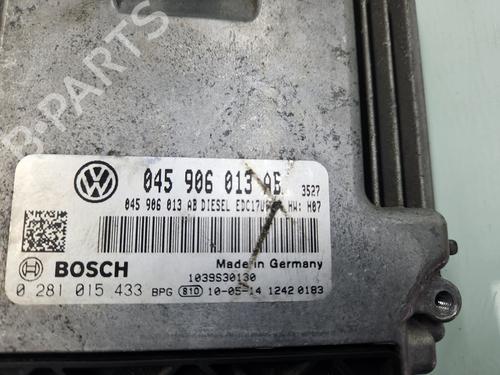 B-PARTS
045 906 013 AB 3527
045 906 013 AB DIESEL HW: H07
BOSCH
Made in Germany
1039S30130
0 281 015 433 BPG 810 10-05-14 1242 0183